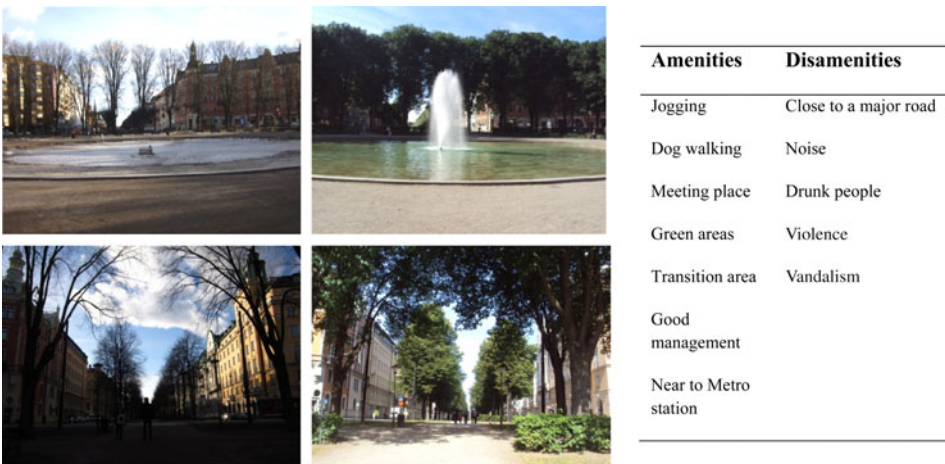 Amenities Disamenities
Jogging Close to a major road
Dog walking Noise
Meeting place Drunk people
Green areas Violence
Transition area Vandalism
Good
management
Near to Metro
station